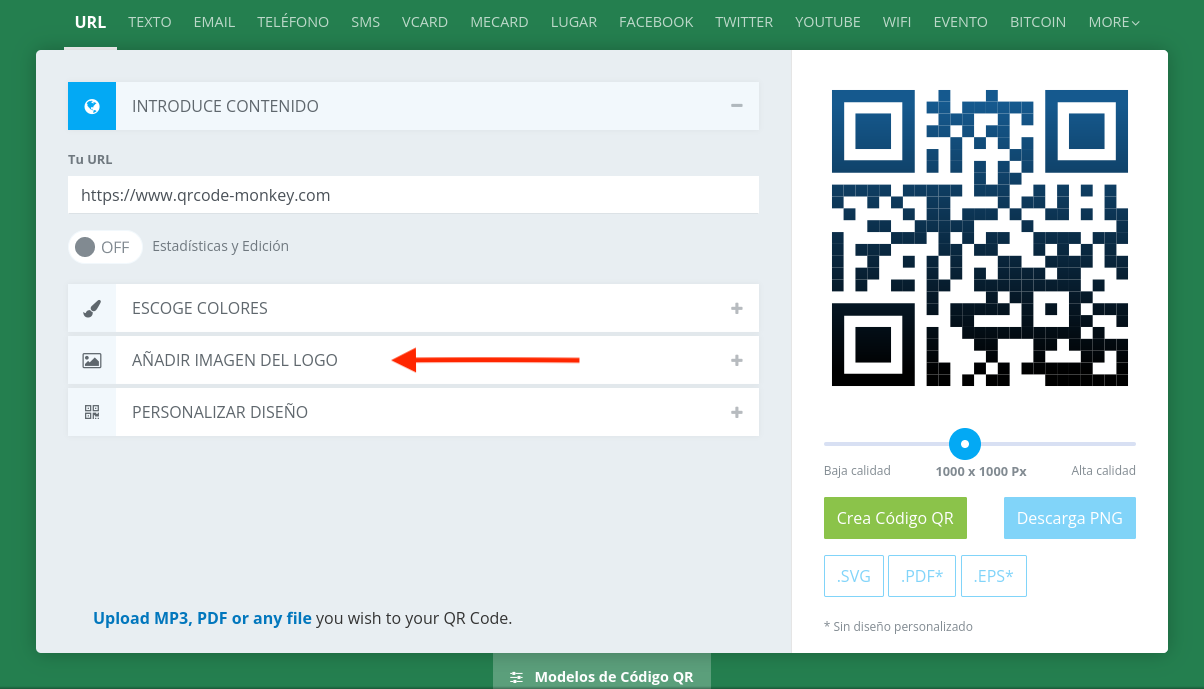 URL TEXTO EMAIL TELÉFONO SMS VCARD MECARD LUGAR FACEBOOK TWITTER YOUTUBE WIFI EVENTO BITCOIN MORE
INTRODUCE CONTENIDO
Tu URL
https://www.qrcode-monkey.com
OFF Estadísticas y Edición
ESCOGE COLORES
AÑADIR IMAGEN DEL LOGO
PERSONALIZAR DISEÑO
Upload MP3, PDF or any file you wish to your QR Code.
Baja calidad 1000 x 1000 Px Alta calidad
Crea Código QR Descarga PNG
.SVG .PDF* .EPS*
* Sin diseño personalizado
Modelos de Código QR